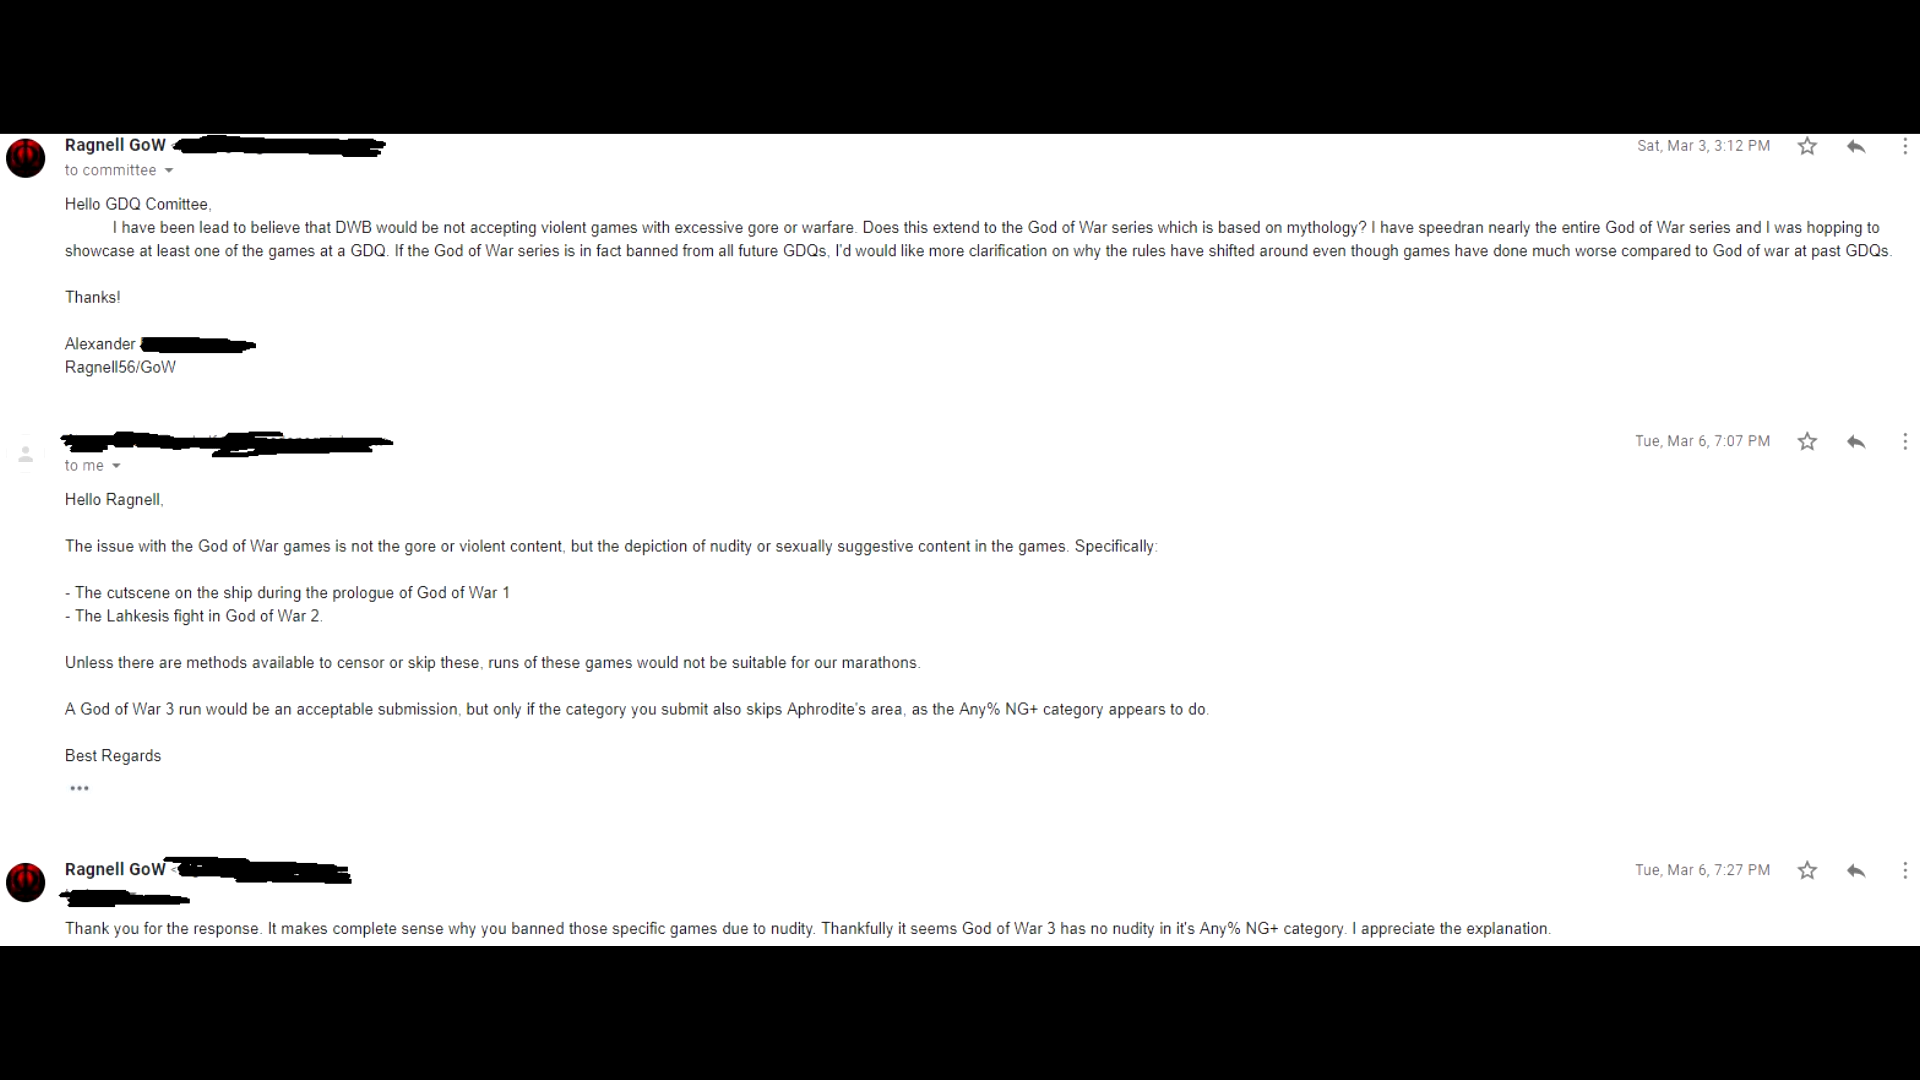 Ragnell GoW
Sat, Mar 3, 3:12 PM
to committee
Hello GDQ Comittee,
I have been lead to believe that DWB would be not accepting violent games with excessive gore or warfare. Does this extend to the God of War series which is based on mythology? I have speedran nearly the entire God of War series and I was hopping to
showcase at least one of the games at a GDQ. If the God of War series is in fact banned from all future GDQs, I'd would like more clarification on why the rules have shifted around even though games have done much worse compared to God of war at past GDQs.
Thanks!
Alexander
Ragnell56/GoW
Tue, Mar 6, 7:07 PM
to me
Hello Ragnell,
The issue with the God of War games is not the gore or violent content, but the depiction of nudity or sexually suggestive content in the games. Specifically:
- The cutscene on the ship during the prologue of God of War 1
- The Lahkesis fight in God of War 2.
Unless there are methods available to censor or skip these, runs of these games would not be suitable for our marathons.
A God of War 3 run would be an acceptable submission, but only if the category you submit also skips Aphrodite's area, as the Any% NG+ category appears to do.
Best Regards
•••
Ragnell GoW <
Tue, Mar 6, 7:27 PM
Thank you for the response. It makes complete sense why you banned those specific games due to nudity. Thankfully it seems God of War 3 has no nudity in it's Any% NG+ category. I appreciate the explanation.